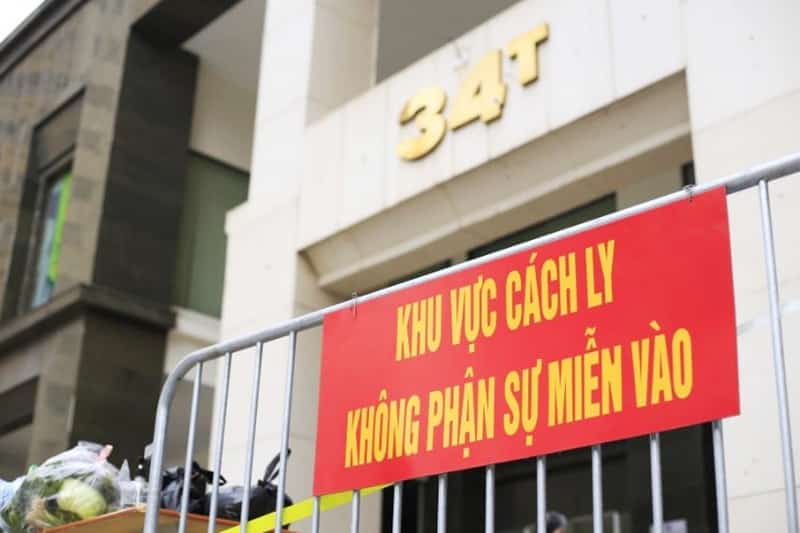 34T
KHU VỰC CÁCH LY
KHÔNG PHẬN SỰ MIỄN VÀO